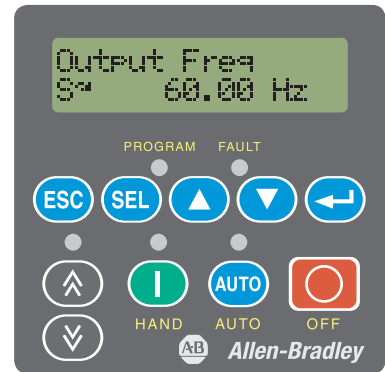 Output Freq
S 60.00 Hz
PROGRAM FAULT
ESC SEL
AUTO
HAND AUTO OFF
AB Allen-Bradley